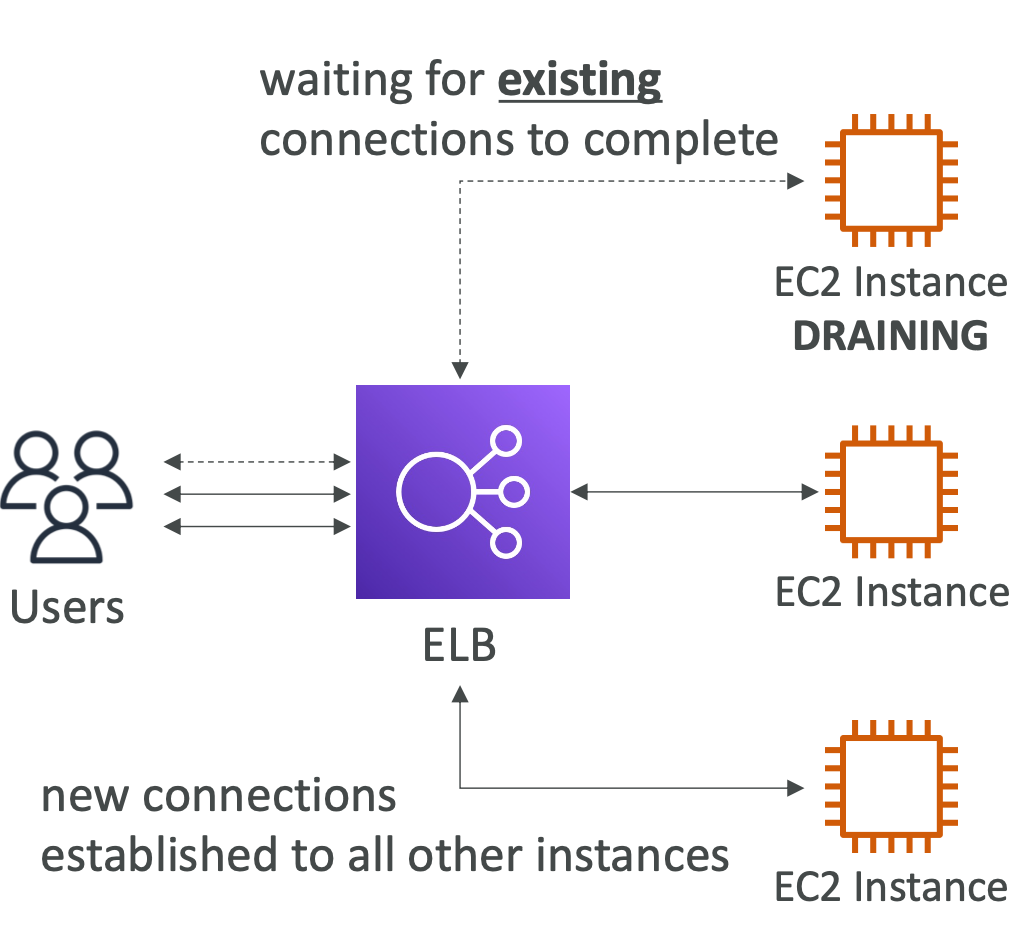 waiting for existing
connections to complete
EC2 Instance
DRAINING
Users
ELB
EC2 Instance
new connections
established to all other instances
EC2 Instance